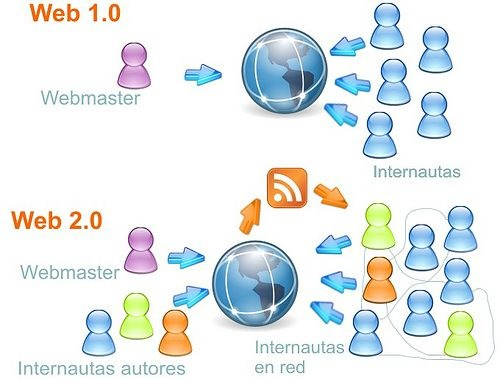 Web 1.0
Webmaster
Internautas
Web 2.0
Webmaster
Internautas autores
Internautas
en red